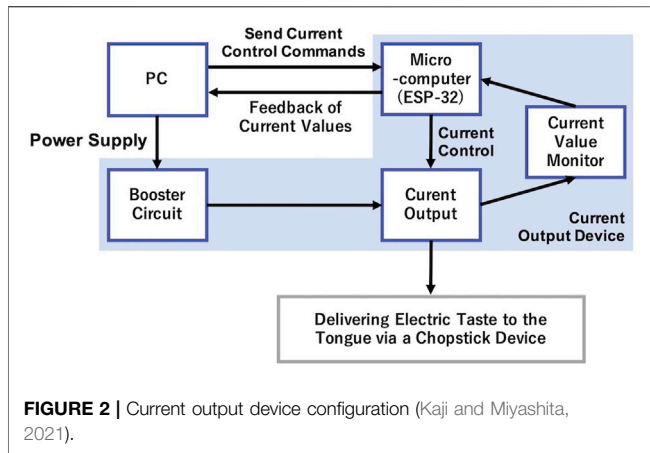 Send Current
Control Commands
PC
Micro
-computer
(ESP-32)
Feedback of
Current Values
Power Supply
Current
Control
Current
Value
Monitor
Booster
Circuit
Curent
Output
Current
Output Device
Delivering Electric Taste to the
Tongue via a Chopstick Device
FIGURE 2 | Current output device configuration (Kaji and Miyashita,
2021).